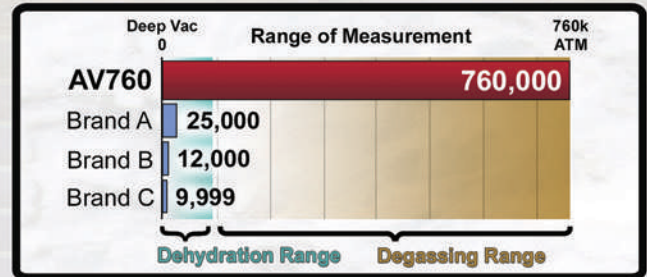 Deep Vac
0
Range of Measurement
760k
ATM
AV760
760,000
Brand A 25,000
Brand B 12,000
Brand C 9,999
Dehydration Range Degassing Range